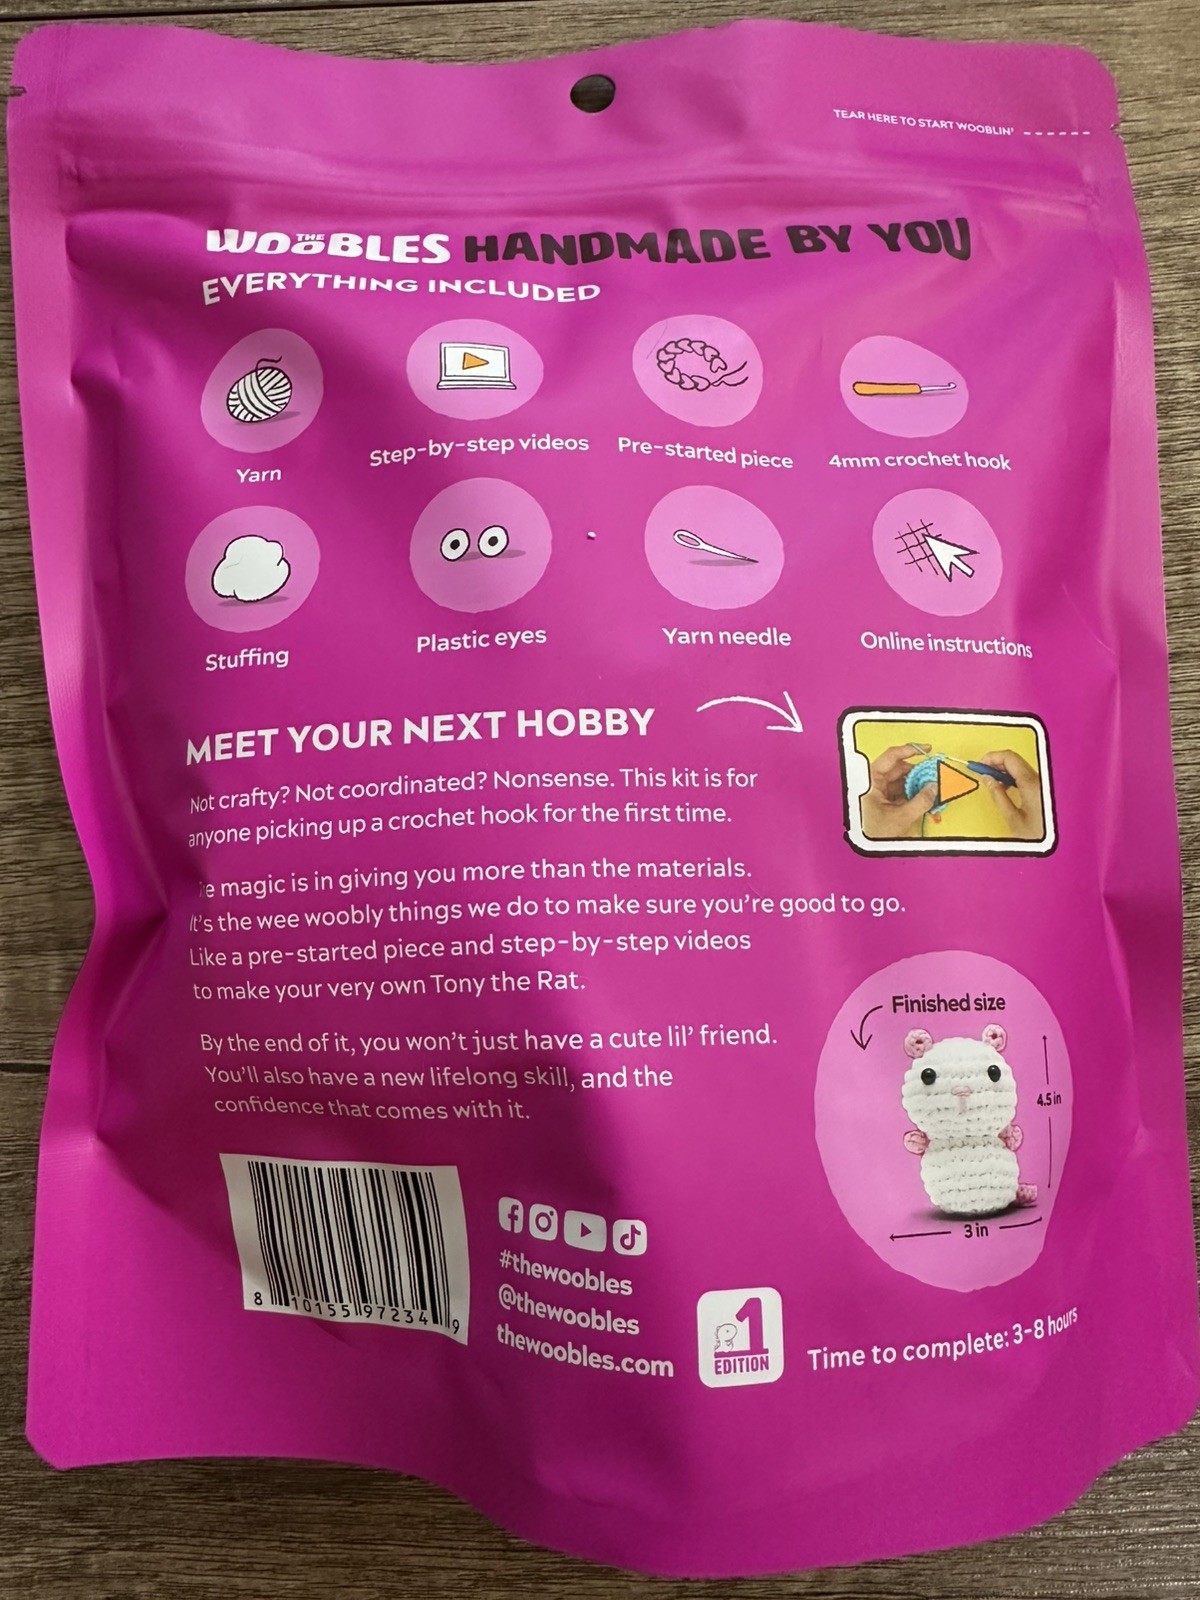 TEAR HERE TO START WOOBLIN'
THE WOOBLES HANDMADE BY YOU
EVERYTHING INCLUDED
Yarn
Step-by-step videos
Pre-started piece
4mm crochet hook
Stuffing
Plastic eyes
Yarn needle
Online instructions
MEET YOUR NEXT HOBBY
Not crafty? Not coordinated? Nonsense. This kit is for
anyone picking up a crochet hook for the first time.
The magic is in giving you more than the materials.
It's the wee woobly things we do to make sure you're good to go.
Like a pre-started piece and step-by-step videos
to make your very own Tony the Rat.
By the end of it, you won't just have a cute lil' friend.
You'll also have a new lifelong skill, and the
confidence that comes with it.
Finished size
4.5 in
3 in
8 10155 97234 9
#thewoobles
@thewoobles
thewoobles.com
1
EDITION
Time to complete: 3-8 hours